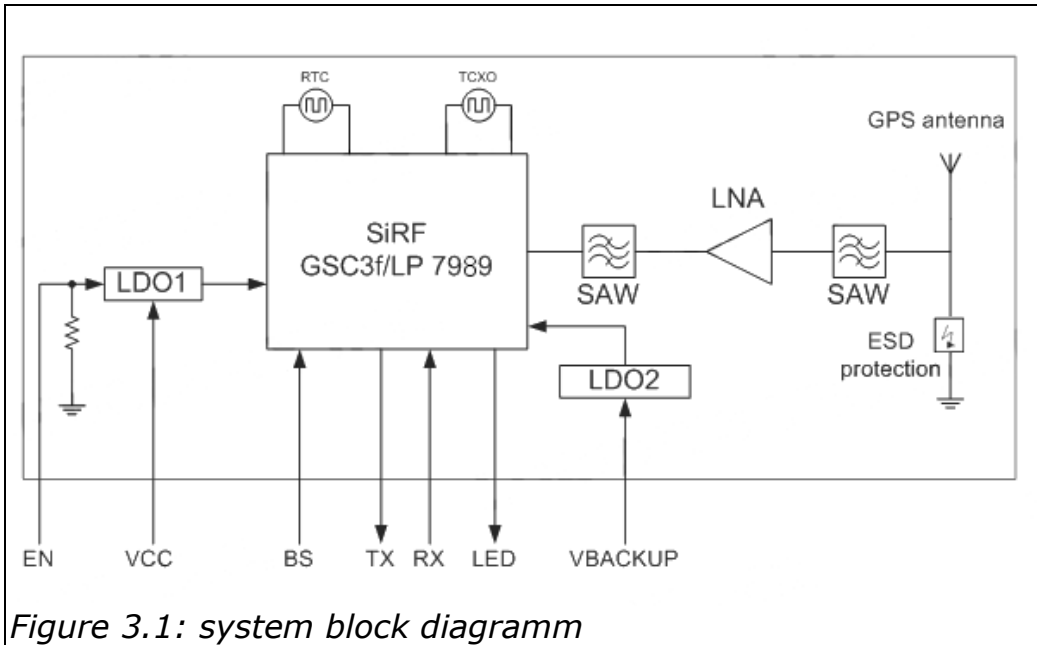 RTC
TCXO
GPS antenna
LNA
SiRF
GSC3f/LP 7989
SAW
SAW
LDO1
ESD
protection
LDO2
EN
VCC
BS
TX
RX
LED
VBACKUP
Figure 3.1: system block diagramm